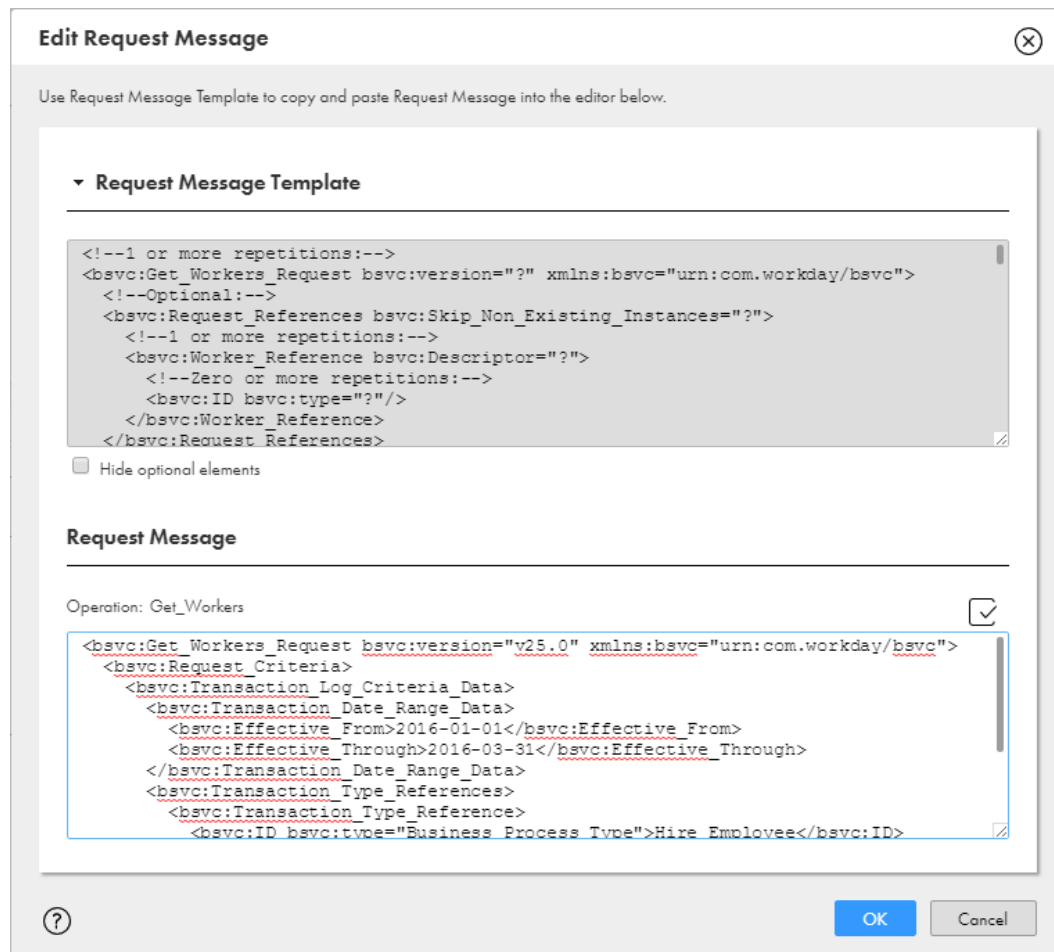 Edit Request Message
Use Request Message Template to copy and paste Request Message into the editor below.
Request Message Template
<!--1 or more repetitions:-->
<bsvc:Get_Workers_Request bsvc:version="?" xmlns:bsvc="urn:com.workday/bsvc">
  <!--Optional:-->
  <bsvc:Request_References bsvc:Skip_Non_Existing_Instances="?">
    <!--1 or more repetitions:-->
    <bsvc:Worker_Reference bsvc:Descriptor="?">
      <!--Zero or more repetitions:-->
      <bsvc:ID bsvc:type="?"/>
    </bsvc:Worker_Reference>
  </bsvc:Request_References>
Hide optional elements
Request Message
Operation: Get_Workers
<bsvc:Get_Workers_Request bsvc:version="v25.0" xmlns:bsvc="urn:com.workday/bsvc">
  <bsvc:Request_Criteria>
    <bsvc:Transaction_Log_Criteria_Data>
      <bsvc:Transaction_Date_Range_Data>
        <bsvc:Effective_From>2016-01-01</bsvc:Effective_From>
        <bsvc:Effective_Through>2016-03-31</bsvc:Effective_Through>
      </bsvc:Transaction_Date_Range_Data>
      <bsvc:Transaction_Type_References>
        <bsvc:Transaction_Type_Reference>
          <bsvc:ID bsvc:type="Business_Process_Type">Hire_Employee</bsvc:ID>
?
OK Cancel